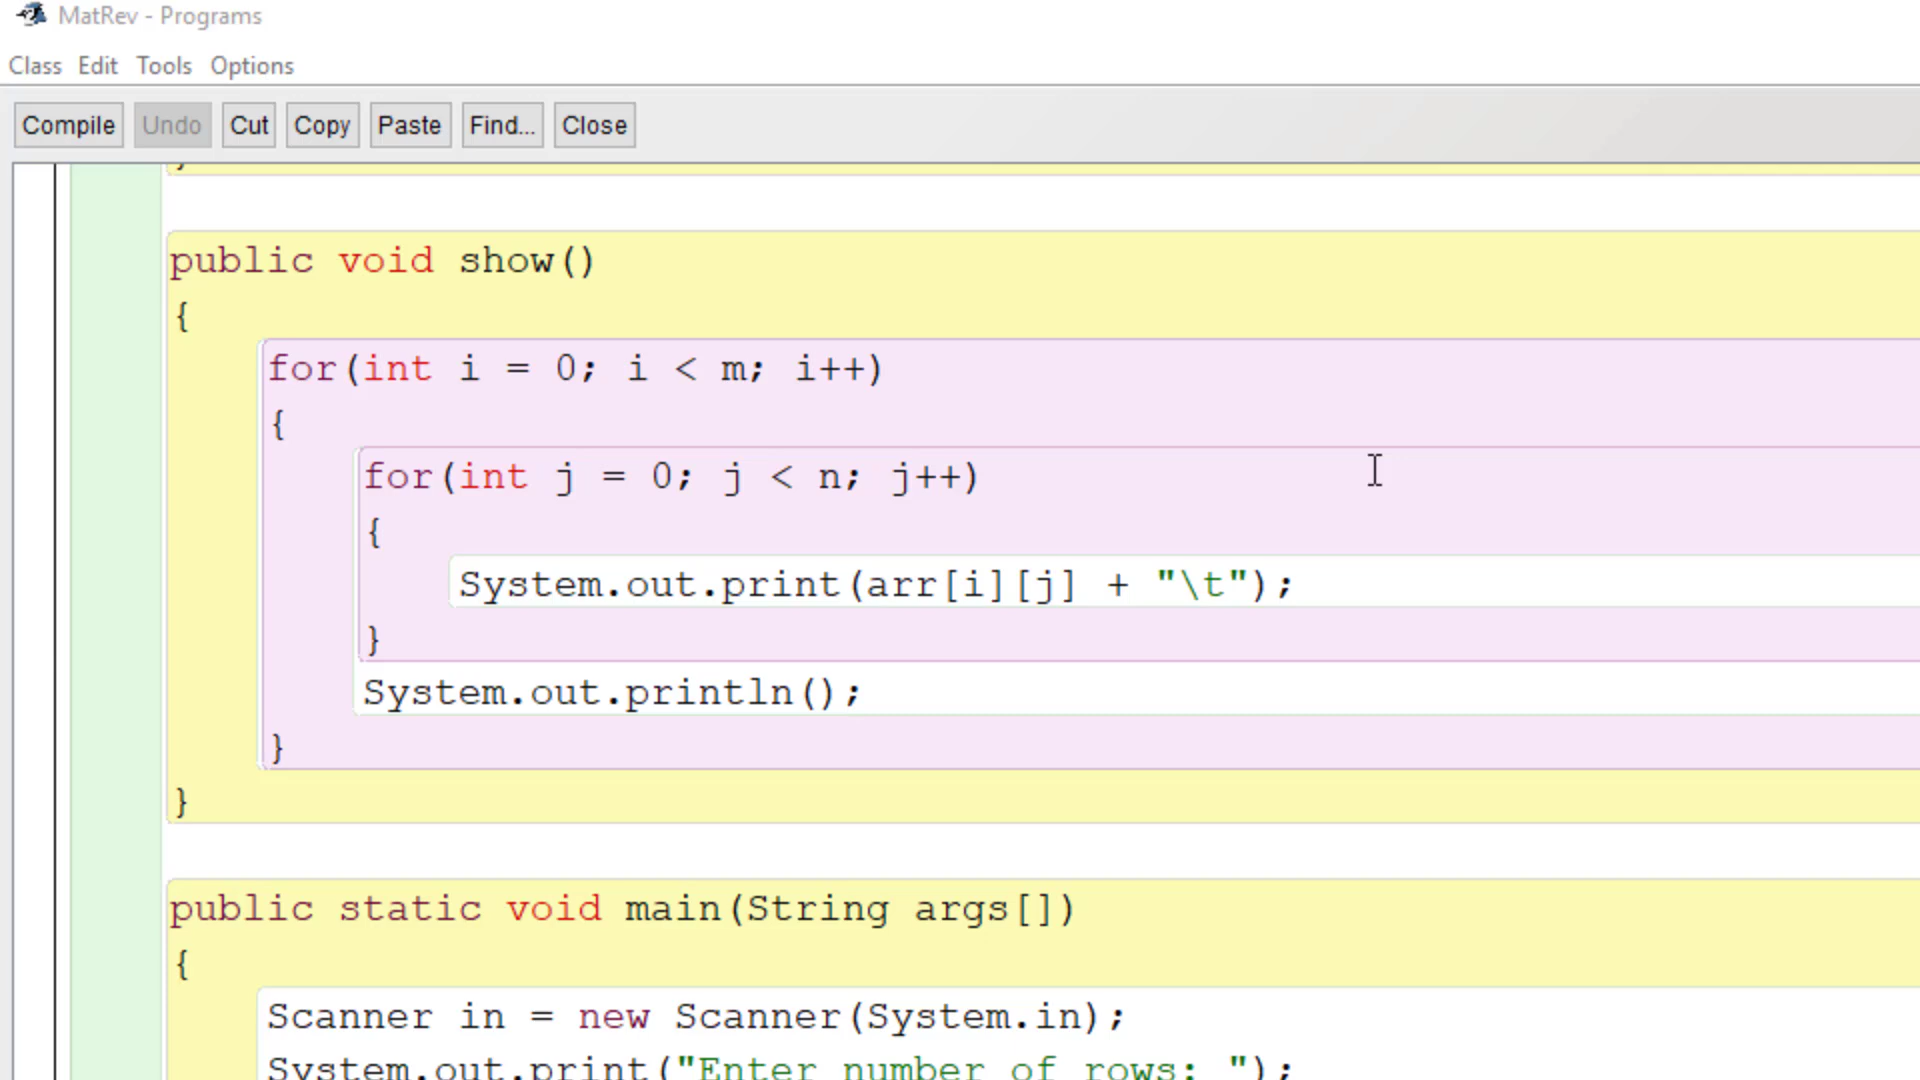 MatRev - Programs
Class Edit Tools Options
Compile Undo Cut Copy Paste Find... Close
}
public void show()
{
for(int i = 0; i < m; i++)
{
for(int j = 0; j < n; j++)
{
System.out.print(arr[i][j] + "\t");
}
System.out.println();
}
}
public static void main(String args[])
{
Scanner in = new Scanner(System.in);
System.out.print("Enter number of rows: ");